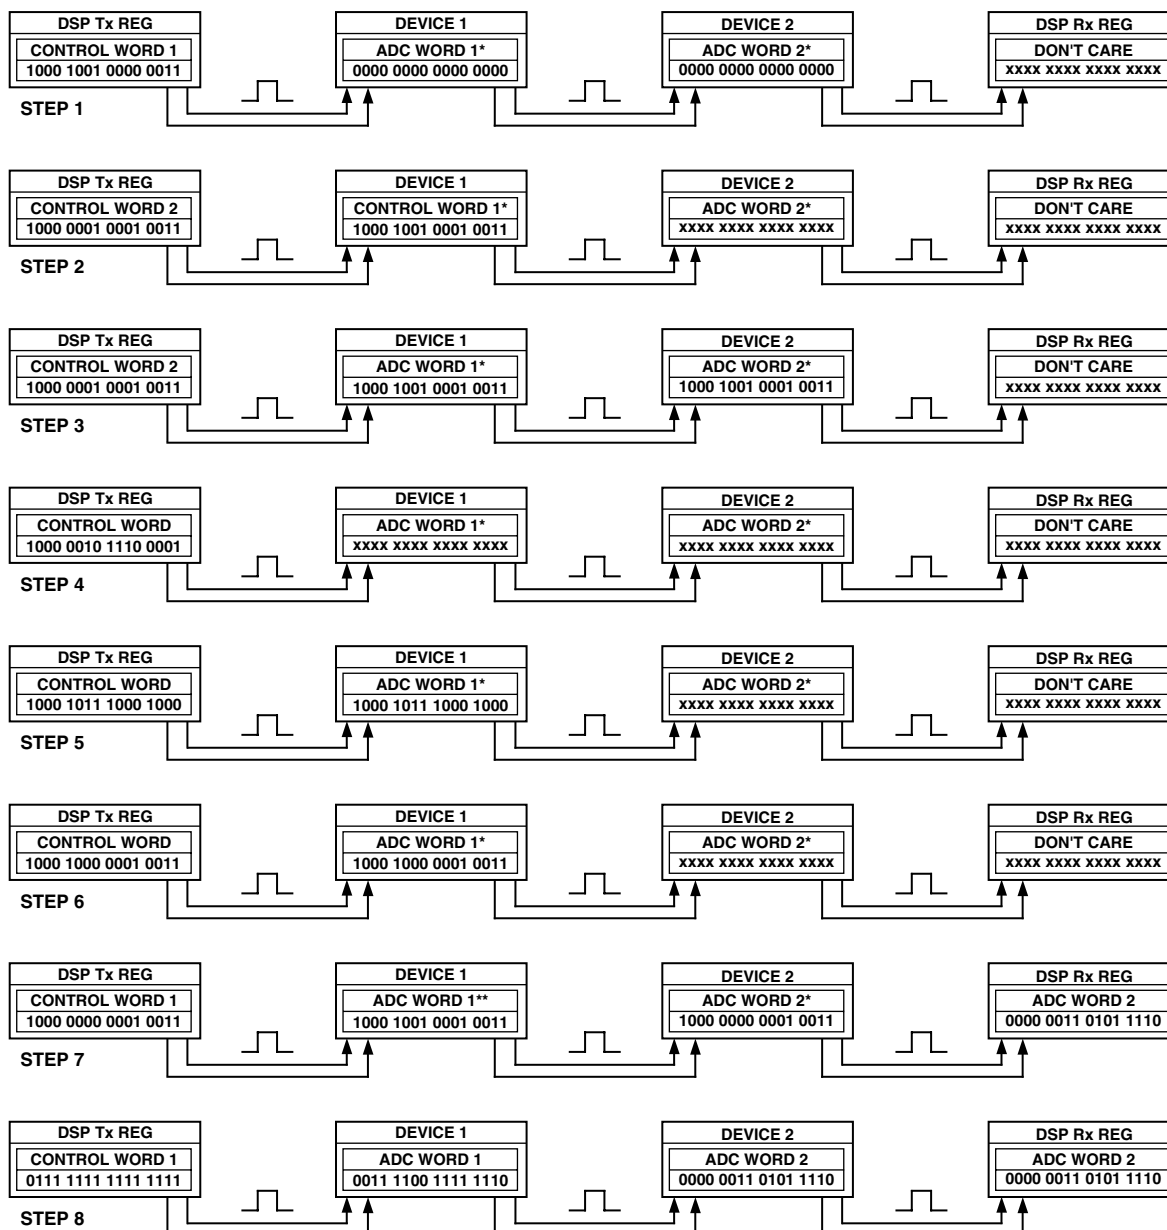 DSP Tx REG
CONTROL WORD 1
1000 1001 0000 0011
DEVICE 1
ADC WORD 1*
0000 0000 0000 0000
DEVICE 2
ADC WORD 2*
0000 0000 0000 0000
DSP Rx REG
DON'T CARE
xxxx xxxx xxxx xxxx
STEP 1
DSP Tx REG
CONTROL WORD 2
1000 0001 0001 0011
DEVICE 1
CONTROL WORD 1*
1000 1001 0001 0011
DEVICE 2
ADC WORD 2*
xxxx xxxx xxxx xxxx
DSP Rx REG
DON'T CARE
xxxx xxxx xxxx xxxx
STEP 2
DSP Tx REG
CONTROL WORD 2
1000 0001 0001 0011
DEVICE 1
ADC WORD 1*
1000 1001 0001 0011
DEVICE 2
ADC WORD 2*
1000 1001 0001 0011
DSP Rx REG
DON'T CARE
xxxx xxxx xxxx xxxx
STEP 3
DSP Tx REG
CONTROL WORD
1000 0010 1110 0001
DEVICE 1
ADC WORD 1*
xxxx xxxx xxxx xxxx
DEVICE 2
ADC WORD 2*
xxxx xxxx xxxx xxxx
DSP Rx REG
DON'T CARE
xxxx xxxx xxxx xxxx
STEP 4
DSP Tx REG
CONTROL WORD
1000 1011 1000 1000
DEVICE 1
ADC WORD 1*
1000 1011 1000 1000
DEVICE 2
ADC WORD 2*
xxxx xxxx xxxx xxxx
DSP Rx REG
DON'T CARE
xxxx xxxx xxxx xxxx
STEP 5
DSP Tx REG
CONTROL WORD
1000 1000 0001 0011
DEVICE 1
ADC WORD 1*
1000 1000 0001 0011
DEVICE 2
ADC WORD 2*
xxxx xxxx xxxx xxxx
DSP Rx REG
DON'T CARE
xxxx xxxx xxxx xxxx
STEP 6
DSP Tx REG
CONTROL WORD 1
1000 0000 0001 0011
DEVICE 1
ADC WORD 1**
1000 1001 0001 0011
DEVICE 2
ADC WORD 2*
1000 0000 0001 0011
DSP Rx REG
ADC WORD 2
0000 0011 0101 1110
STEP 7
DSP Tx REG
CONTROL WORD 1
0111 1111 1111 1111
DEVICE 1
ADC WORD 1
0011 1100 1111 1110
DEVICE 2
ADC WORD 2
0000 0011 0101 1110
DSP Rx REG
ADC WORD 2
0000 0011 0101 1110
STEP 8